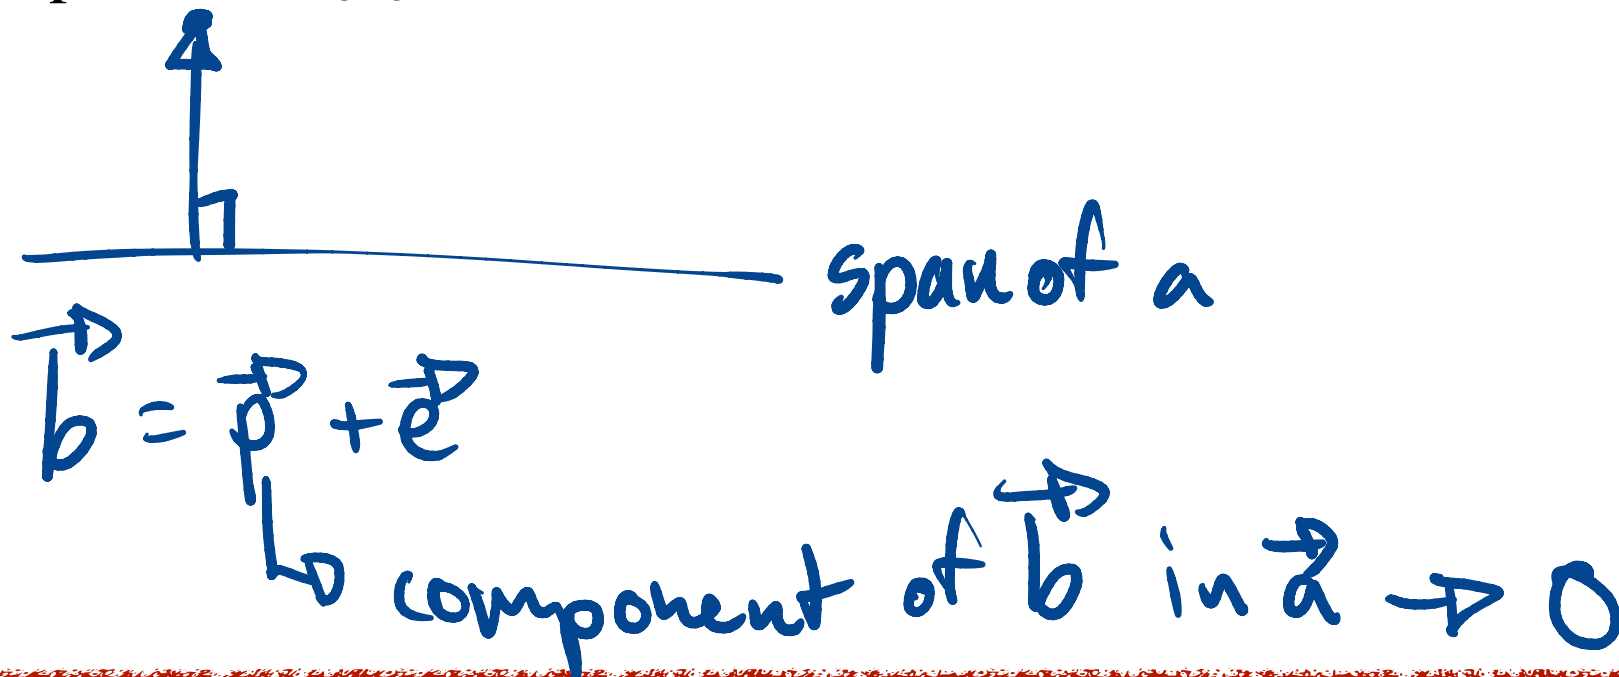 span of a
b⃗ = p⃗ + e⃗
component of b⃗ in a⃗ → 0